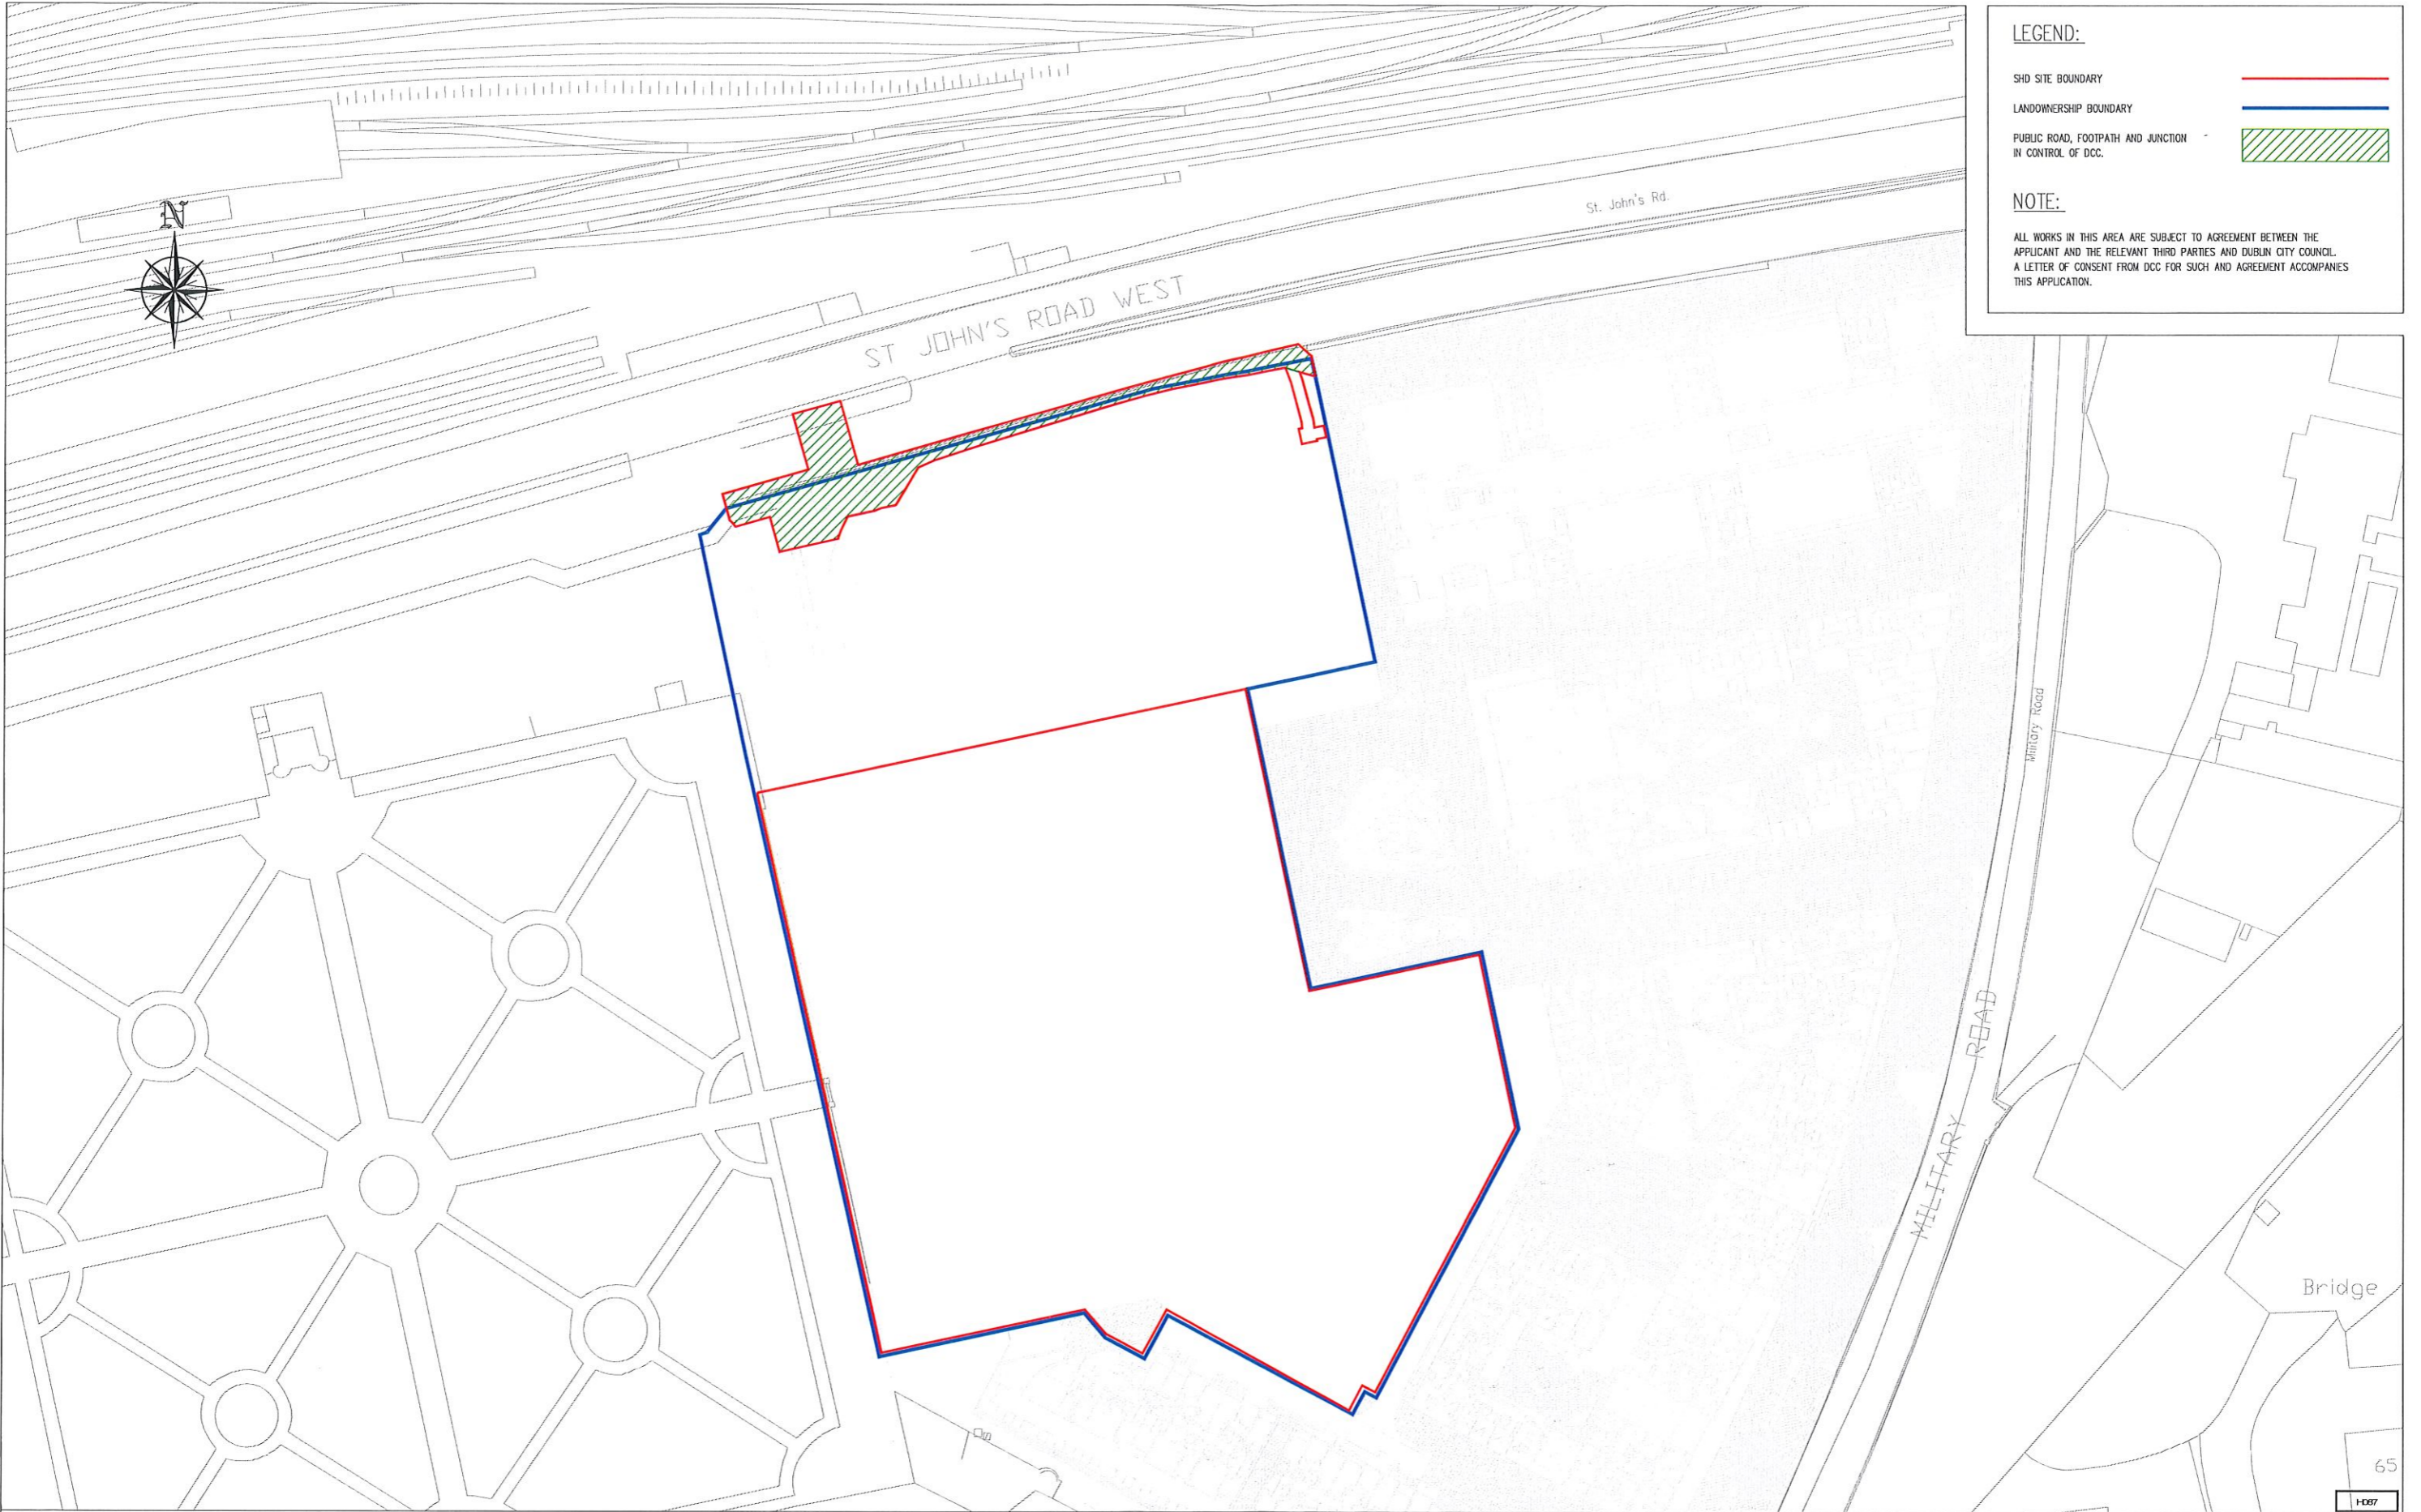 LEGEND:
SHD SITE BOUNDARY
LANDOWNERSHIP BOUNDARY
PUBLIC ROAD, FOOTPATH AND JUNCTION -
IN CONTROL OF DCC.
NOTE:
ALL WORKS IN THIS AREA ARE SUBJECT TO AGREEMENT BETWEEN THE
APPLICANT AND THE RELEVANT THIRD PARTIES AND DUBLIN CITY COUNCIL.
A LETTER OF CONSENT FROM DCC FOR SUCH AND AGREEMENT ACCOMPANIES
THIS APPLICATION.
N
St. John's Rd.
ST JOHN'S ROAD WEST
Military Road
MILITARY ROAD
Bridge
65